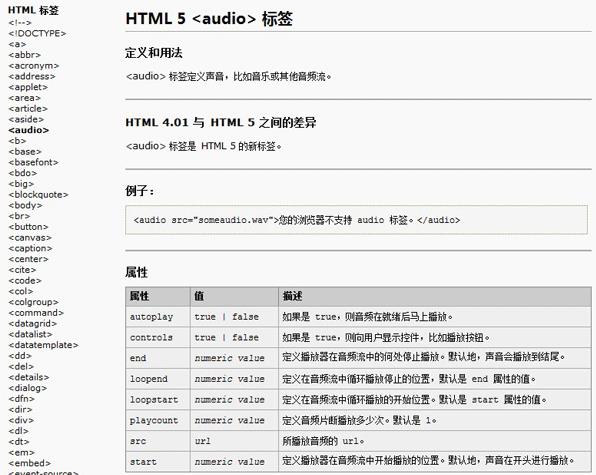 HTML 标签
<!-->
<!DOCTYPE>
<a>
<abbr>
<acronym>
<address>
<applet>
<area>
<article>
<aside>
<audio>
<b>
<base>
<basefont>
<bdo>
<big>
<blockquote>
<body>
<br>
<button>
<canvas>
<caption>
<center>
<cite>
<code>
<col>
<colgroup>
<command>
<datagrid>
<datalist>
<datatemplate>
<dd>
<del>
<details>
<dialog>
<dfn>
<dir>
<div>
<dl>
<dt>
<em>
<embed>
<event-source>
HTML 5 <audio> 标签
定义和用法
<audio> 标签定义声音，比如音乐或其他音频流。
HTML 4.01 与 HTML 5 之间的差异
<audio> 标签是 HTML 5 的新标签。
例子：
<audio src="someaudio.wav">您的浏览器不支持 audio 标签。</audio>
属性
属性 值 描述
autoplay true | false 如果是 true，则音频在就绪后马上播放。
controls true | false 如果是 true，则向用户显示控件，比如播放按钮。
end numeric value 定义播放器在音频流中的何处停止播放。默认地，声音会播放到结尾。
loopend numeric value 定义在音频流中循环播放停止的位置，默认是 end 属性的值。
loopstart numeric value 定义在音频流中循环播放的开始位置。默认是 start 属性的值。
playcount numeric value 定义音频片断播放多少次。默认是 1。
src url 所播放音频的 url。
start numeric value 定义播放器在音频流中开始播放的位置。默认地，声音在开头进行播放。